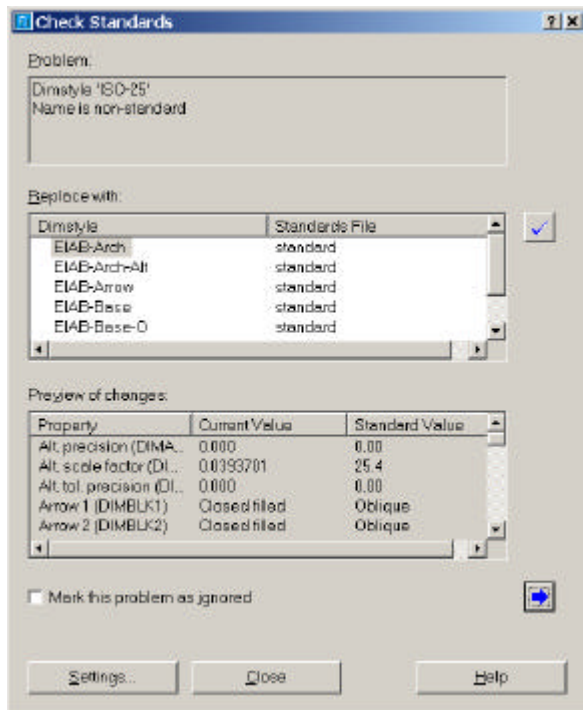 Check Standards
Problem:
Dimstyle 'ISO-25'
Name is non-standard
Replace with:
Dimstyle Standards File
EIAB-Arch standard
EIAB-Arch-Alt standard
EIAB-Arrow standard
EIAB-Base standard
EIAB-Base-O standard
Preview of changes:
Property Current Value Standard Value
Alt. precision (DIMA... 0.000 0.00
Alt. scale factor (DI... 0.0393701 25.4
Alt. tol. precision (DI... 0.000 0.00
Arrow 1 (DIMBLK1) Closed filled Oblique
Arrow 2 (DIMBLK2) Closed filled Oblique
Mark this problem as ignored
Settings... Close Help